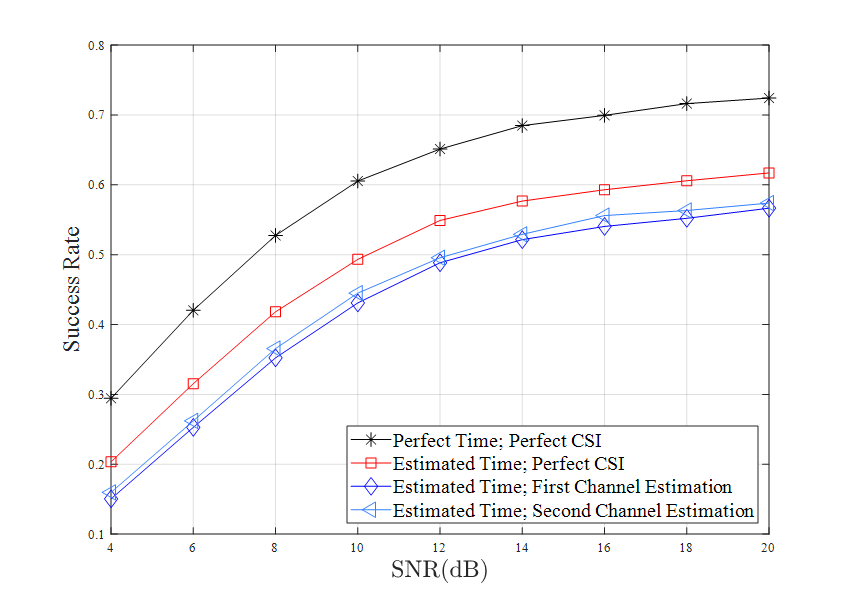 0.8
0.7
0.6
0.5
0.4
0.3
0.2
0.1
Success Rate
Perfect Time; Perfect CSI
Estimated Time; Perfect CSI
Estimated Time; First Channel Estimation
Estimated Time; Second Channel Estimation
4 6 8 10 12 14 16 18 20
SNR(dB)